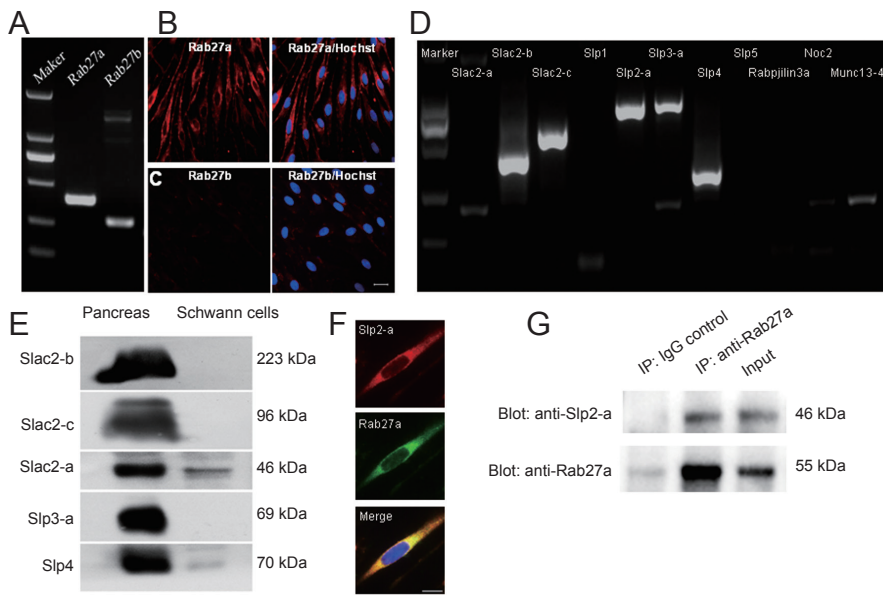 A
Maker
Rab27a
Rab27b
B
Rab27a
Rab27a/Hochst
C
Rab27b
Rab27b/Hochst
D
Marker
Slac2-a
Slac2-b
Slac2-c
Slp1
Slp2-a
Slp3-a
Slp4
Slp5
Rabpjilin3a
Noc2
Munc13-4
E
Pancreas Schwann cells
Slac2-b 223 kDa
Slac2-c 96 kDa
Slac2-a 46 kDa
Slp3-a 69 kDa
Slp4 70 kDa
F
Slp2-a
Rab27a
Merge
G
IP: IgG control
IP: anti-Rab27a
Input
Blot: anti-Slp2-a 46 kDa
Blot: anti-Rab27a 55 kDa